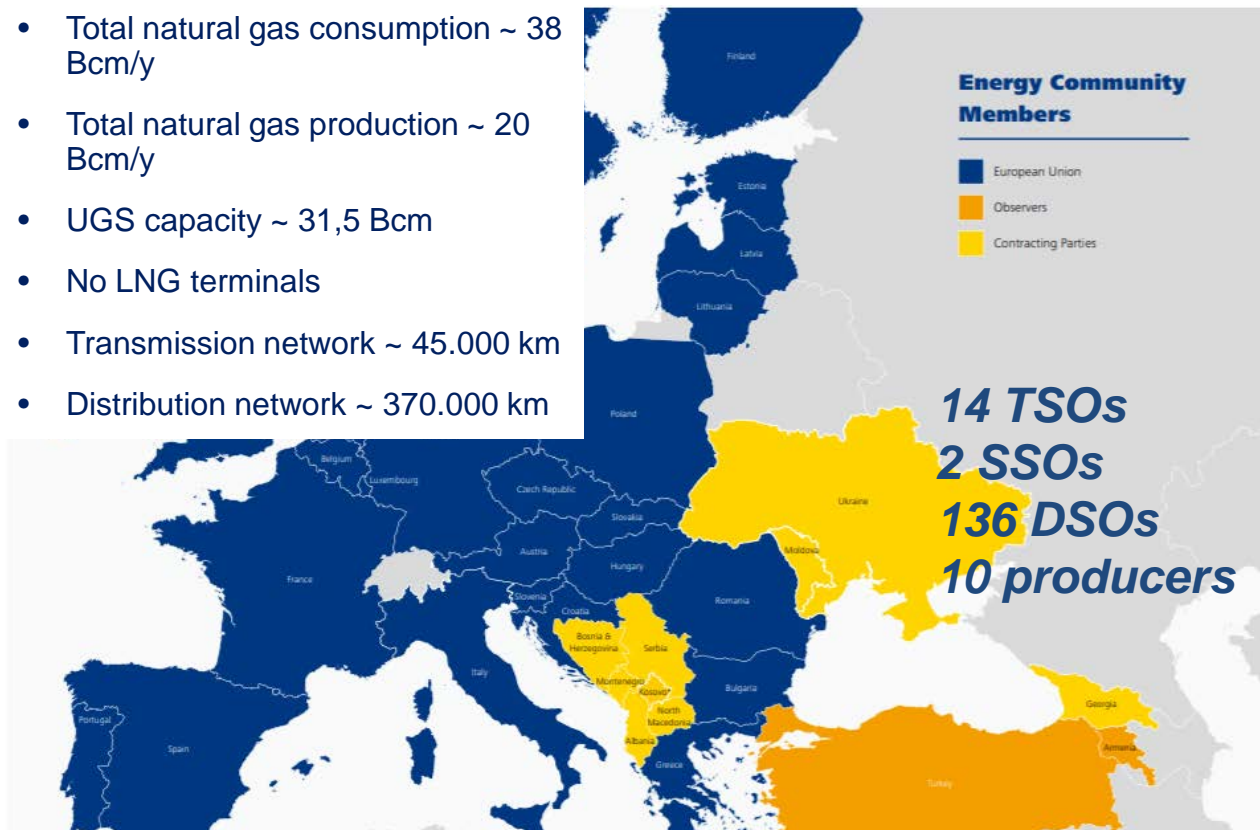 • Total natural gas consumption ~ 38
Bcm/y
• Total natural gas production ~ 20
Bcm/y
• UGS capacity ~ 31,5 Bcm
• No LNG terminals
• Transmission network ~ 45.000 km
• Distribution network ~ 370.000 km
Energy Community
Members
European Union
Observers
Contracting Parties
14 TSOs
2 SSOs
136 DSOs
10 producers
Finland
Estonia
Latvia
Lithuania
Poland
Belgium
Luxembourg
Czech Republic
Slovakia
Ukraine
Moldova
Austria
Hungary
France
Slovenia
Croatia
Romania
Bosnia &
Herzegovina
Serbia
Italy
Montenegro
Kosovo*
Bulgaria
North
Macedonia
Albania
Georgia
Armenia
Portugal
Spain
Greece
Turkey